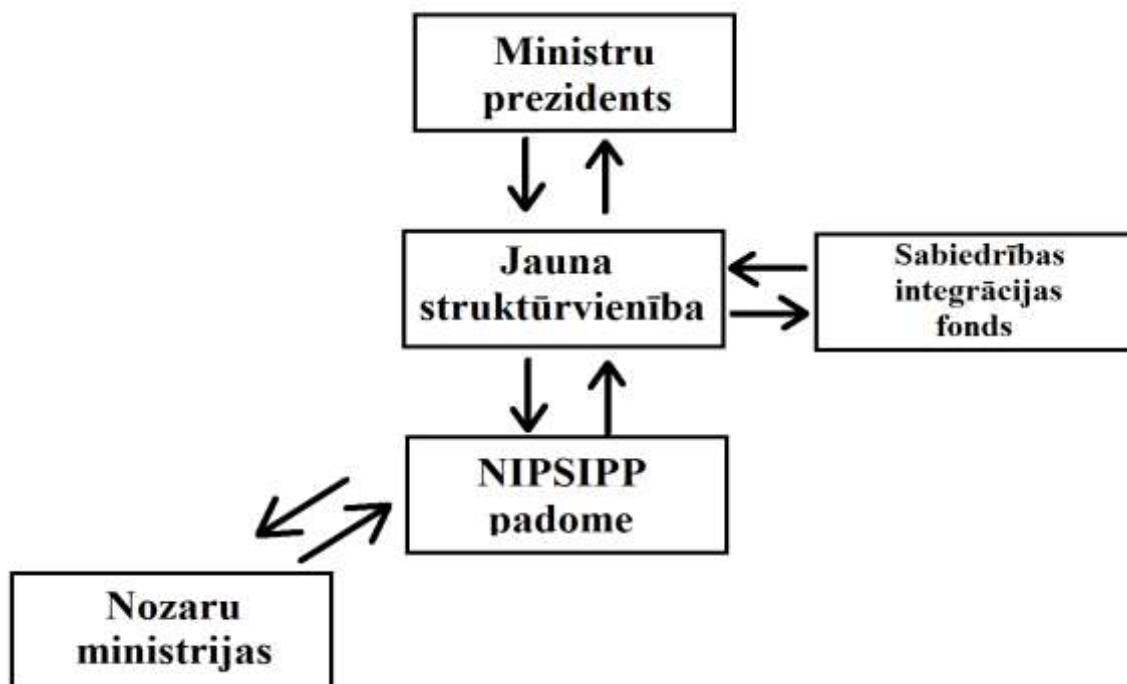 Ministru
prezidents
Jauna
struktūrvienība
Sabiedrības
integrācijas
fonds
NIPSIPP
padome
Nozaru
ministrijas